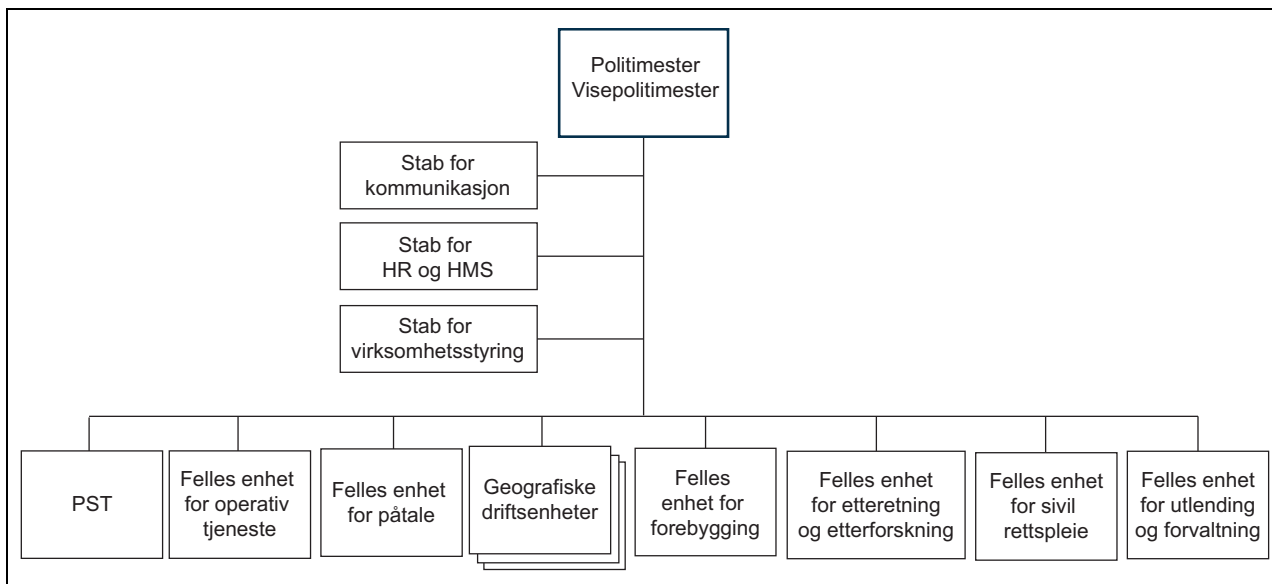 Politimester
Visepolitimester
Stab for
kommunikasjon
Stab for
HR og HMS
Stab for
virksomhetsstyring
PST
Felles enhet
for operativ
tjeneste
Felles enhet
for påtale
Geografiske
driftsenheter
Felles
enhet for
forebygging
Felles enhet
for etteretning
og etterforskning
Felles enhet
for sivil
rettspleie
Felles enhet
for utlending
og forvaltning